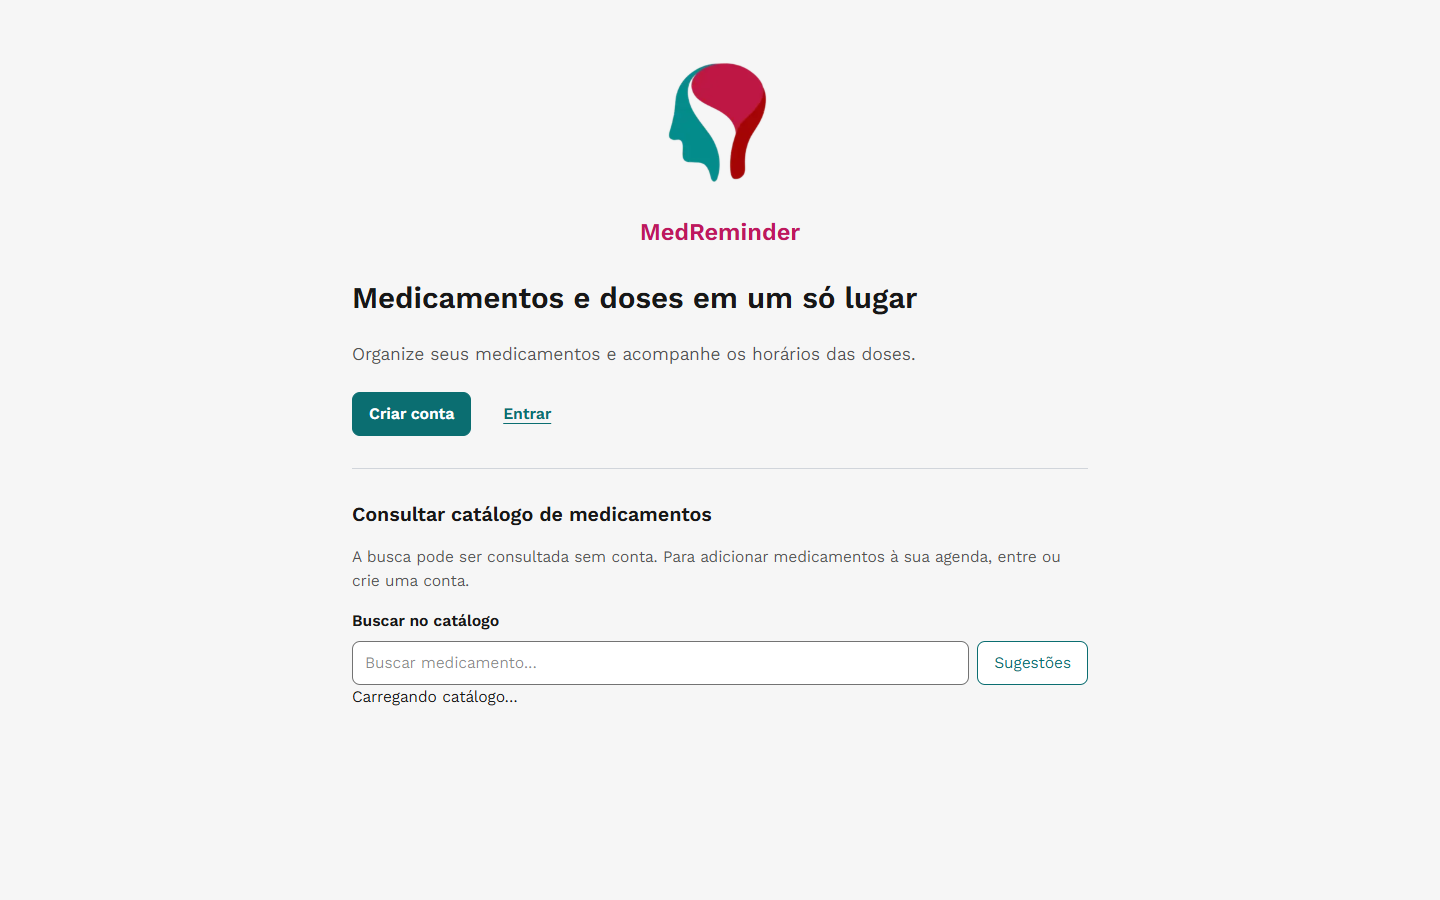 MedReminder
Medicamentos e doses em um só lugar
Organize seus medicamentos e acompanhe os horários das doses.
Criar conta
Entrar
Consultar catálogo de medicamentos
A busca pode ser consultada sem conta. Para adicionar medicamentos à sua agenda, entre ou
crie uma conta.
Buscar no catálogo
Buscar medicamento...
Sugestões
Carregando catálogo...